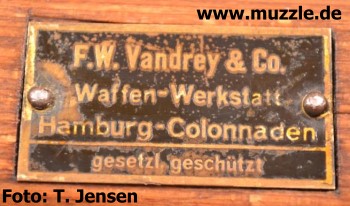 www.muzzle.de
F.W. Vandrey & Co.
Waffen-Werkstatt
Hamburg-Colonnaden
gesetzl. geschützt
Foto: T. Jensen